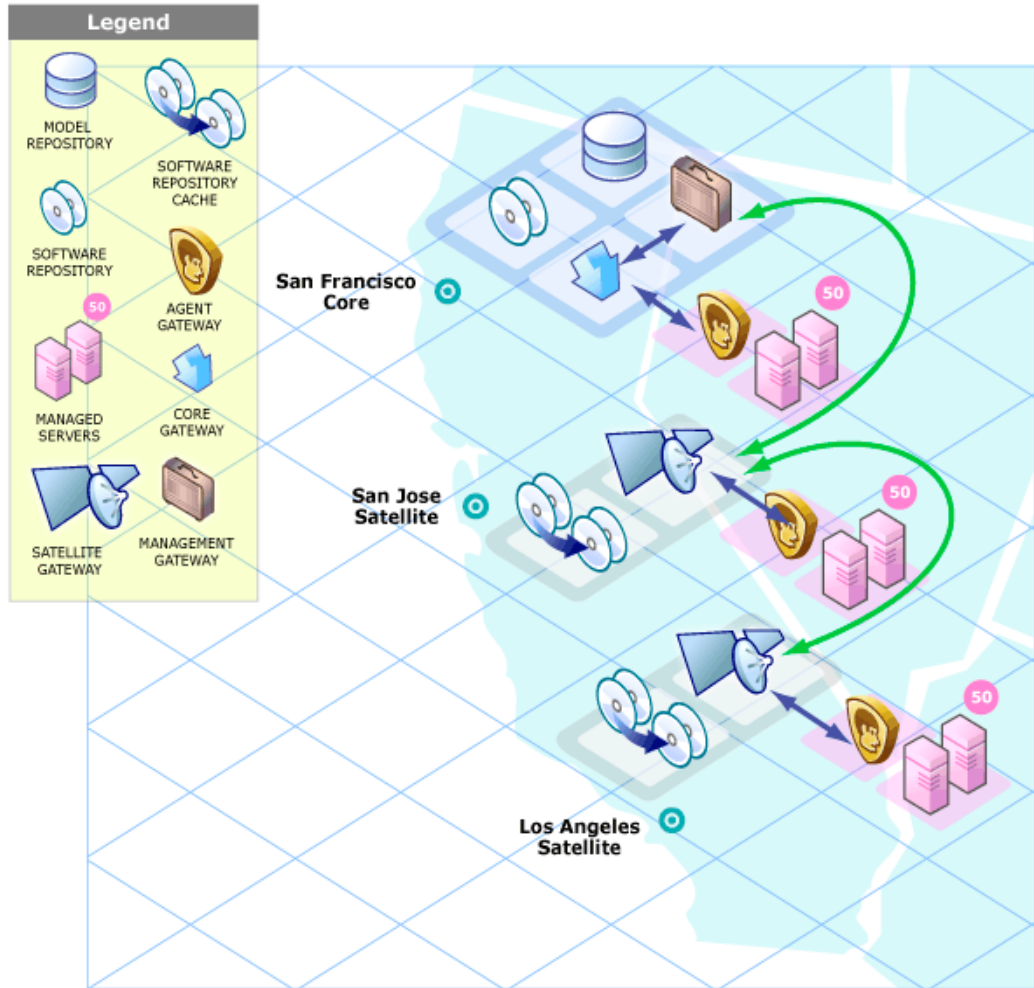 Legend
MODEL
REPOSITORY
SOFTWARE
REPOSITORY
CACHE
SOFTWARE
REPOSITORY
AGENT
GATEWAY
50
MANAGED
SERVERS
CORE
GATEWAY
SATELLITE
GATEWAY
MANAGEMENT
GATEWAY
San Francisco
Core
50
San Jose
Satellite
50
50
Los Angeles
Satellite